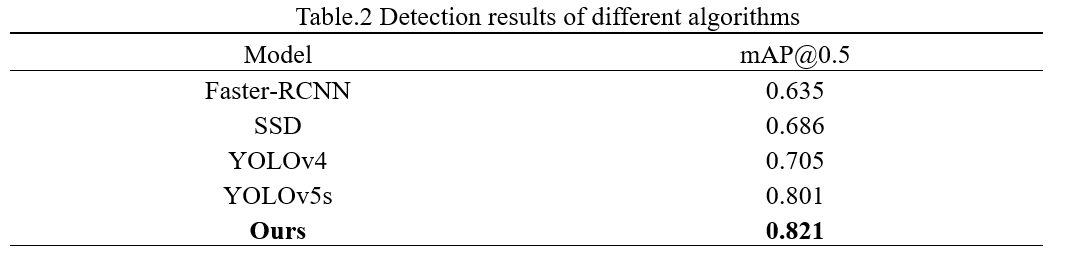 Table.2 Detection results of different algorithms
Model mAP@0.5
Faster-RCNN 0.635
SSD 0.686
YOLOv4 0.705
YOLOv5s 0.801
Ours 0.821